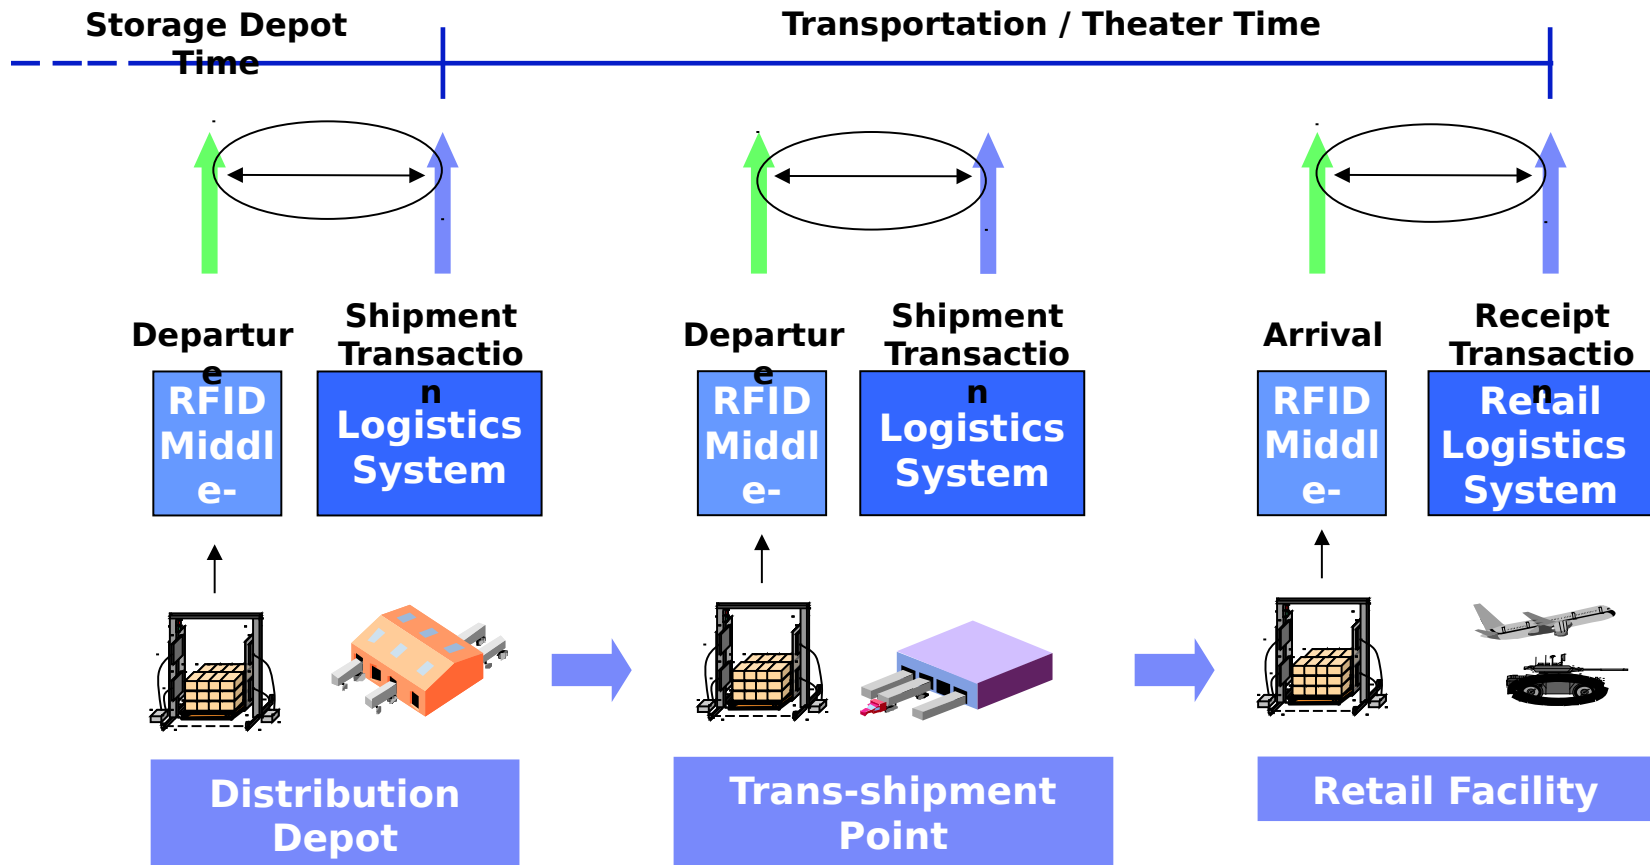 Storage Depot
Time
Transportation / Theater Time
Departur
e
Shipment
Transactio
n
Departur
e
Shipment
Transactio
n
Arrival
Receipt
Transactio
n
RFID
Middl
e-
Logistics
System
RFID
Middl
e-
Logistics
System
RFID
Middl
e-
Retail
Logistics
System
Distribution
Depot
Trans-shipment
Point
Retail Facility